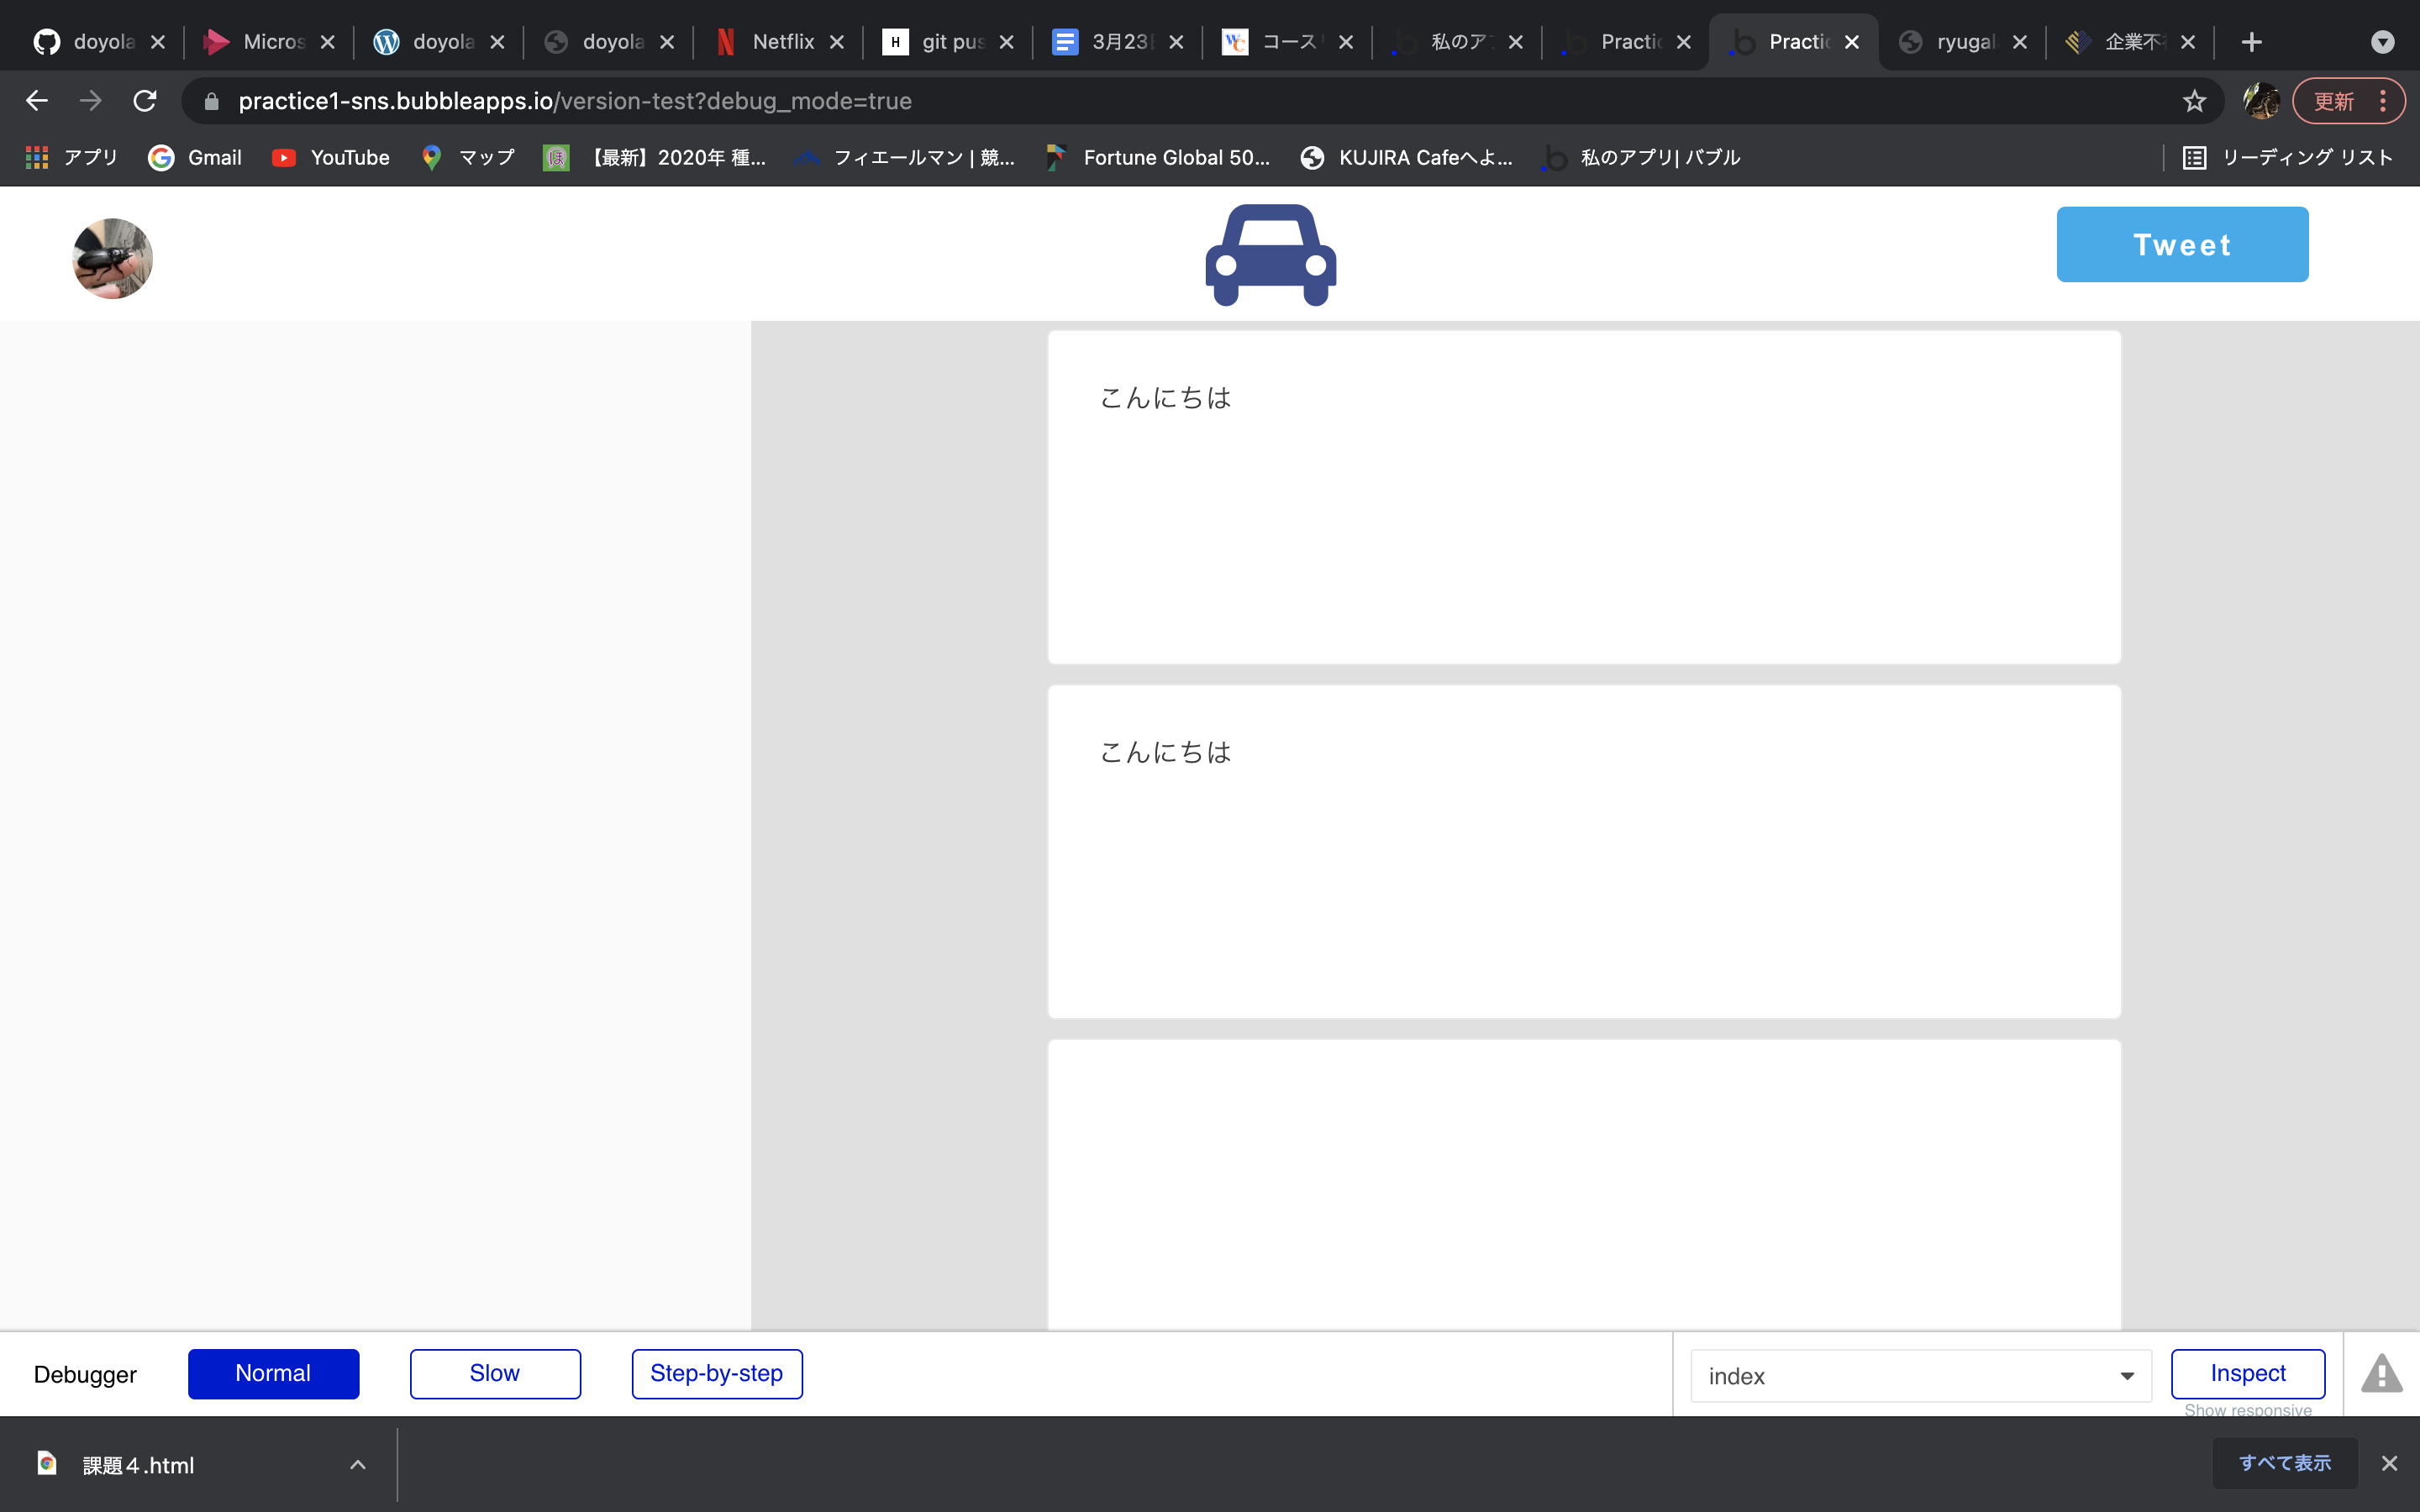 doyola
Micros
doyola
doyola
Netflix
git pus
3月23
コース
私のア
Practic
Practic
ryugal
企業不
practice1-sns.bubbleapps.io/version-test?debug_mode=true
更新
アプリ
Gmail
YouTube
マップ
【最新】2020年 種...
フィエールマン | 競...
Fortune Global 50...
KUJIRA Cafeへよ...
私のアプリ| バブル
リーディング リスト
Tweet
こんにちは
こんにちは
Debugger
Normal
Slow
Step-by-step
index
Inspect
Show responsive
課題４.html
すべて表示